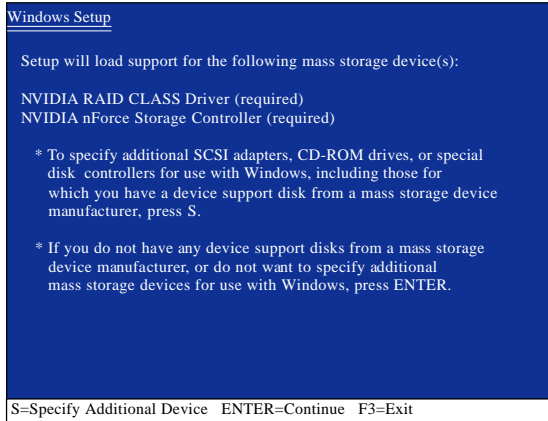 Windows Setup
Setup will load support for the following mass storage device(s):
NVIDIA RAID CLASS Driver (required)
NVIDIA nForce Storage Controller (required)
* To specify additional SCSI adapters, CD-ROM drives, or special
disk controllers for use with Windows, including those for
which you have a device support disk from a mass storage device
manufacturer, press S.
* If you do not have any device support disks from a mass storage
device manufacturer, or do not want to specify additional
mass storage devices for use with Windows, press ENTER.
S=Specify Additional Device ENTER=Continue F3=Exit